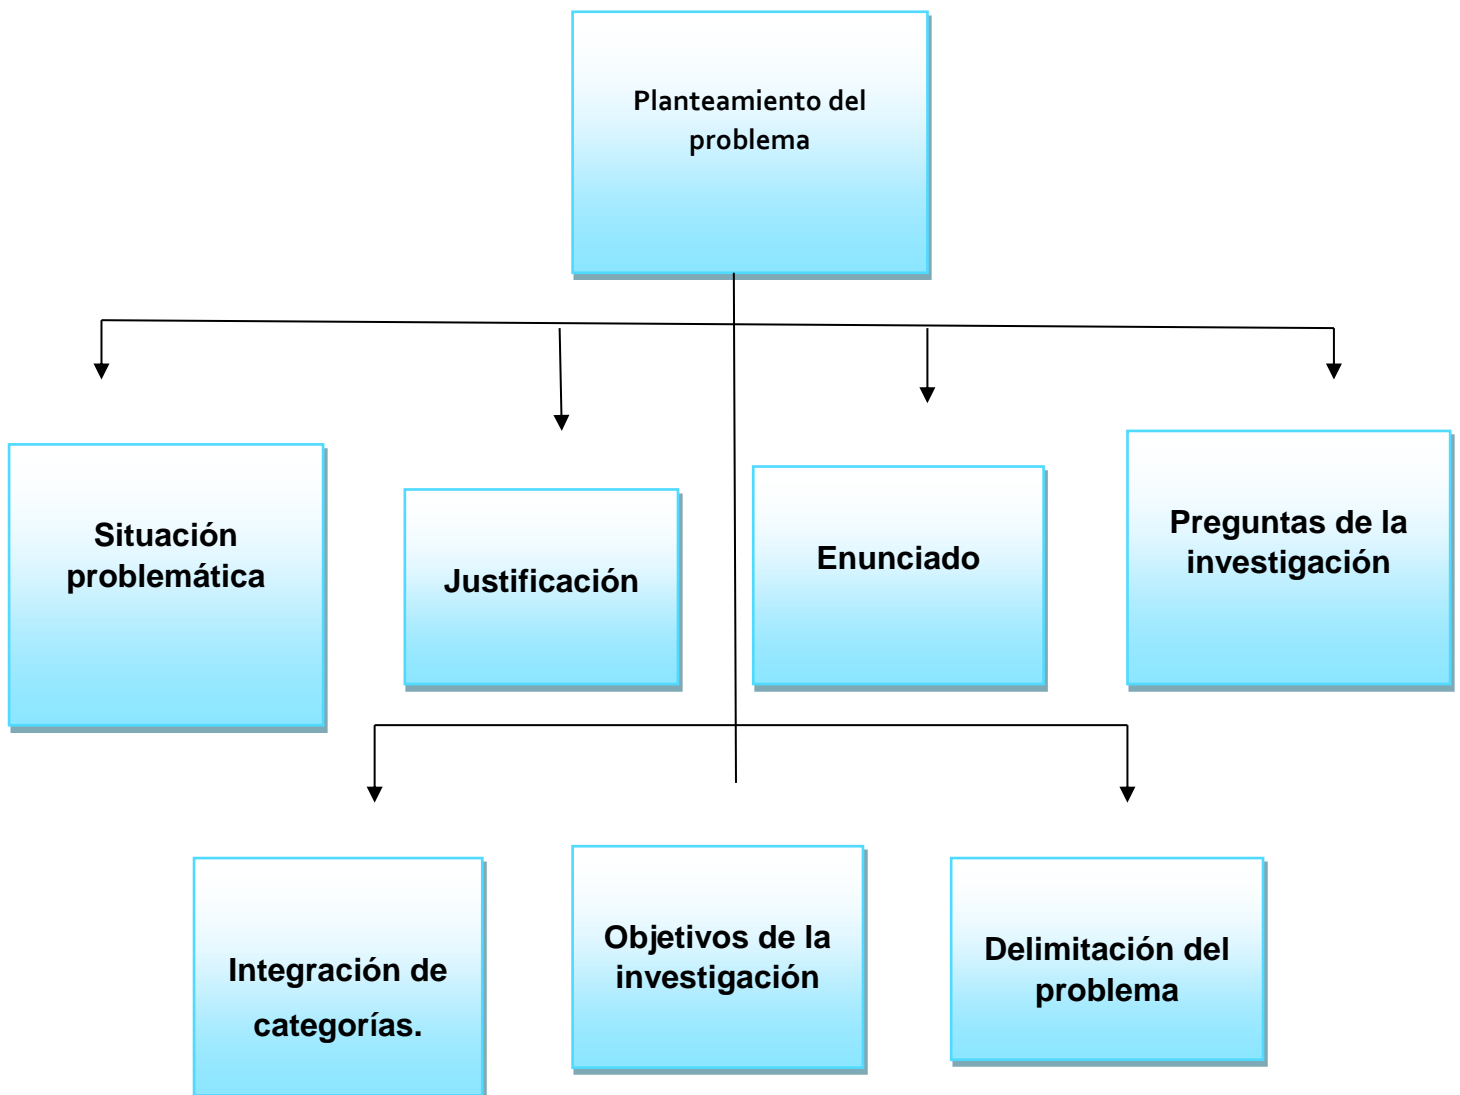 Planteamiento del
problema
Situación
problemática
Justificación
Enunciado
Preguntas de la
investigación
Integración de
categorías.
Objetivos de la
investigación
Delimitación del
problema